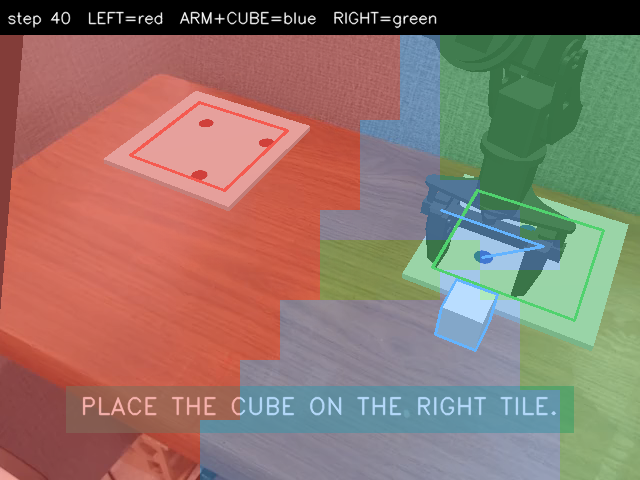 step 40 LEFT=red ARM+CUBE=blue RIGHT=green
PLACE THE CUBE ON THE RIGHT TILE.